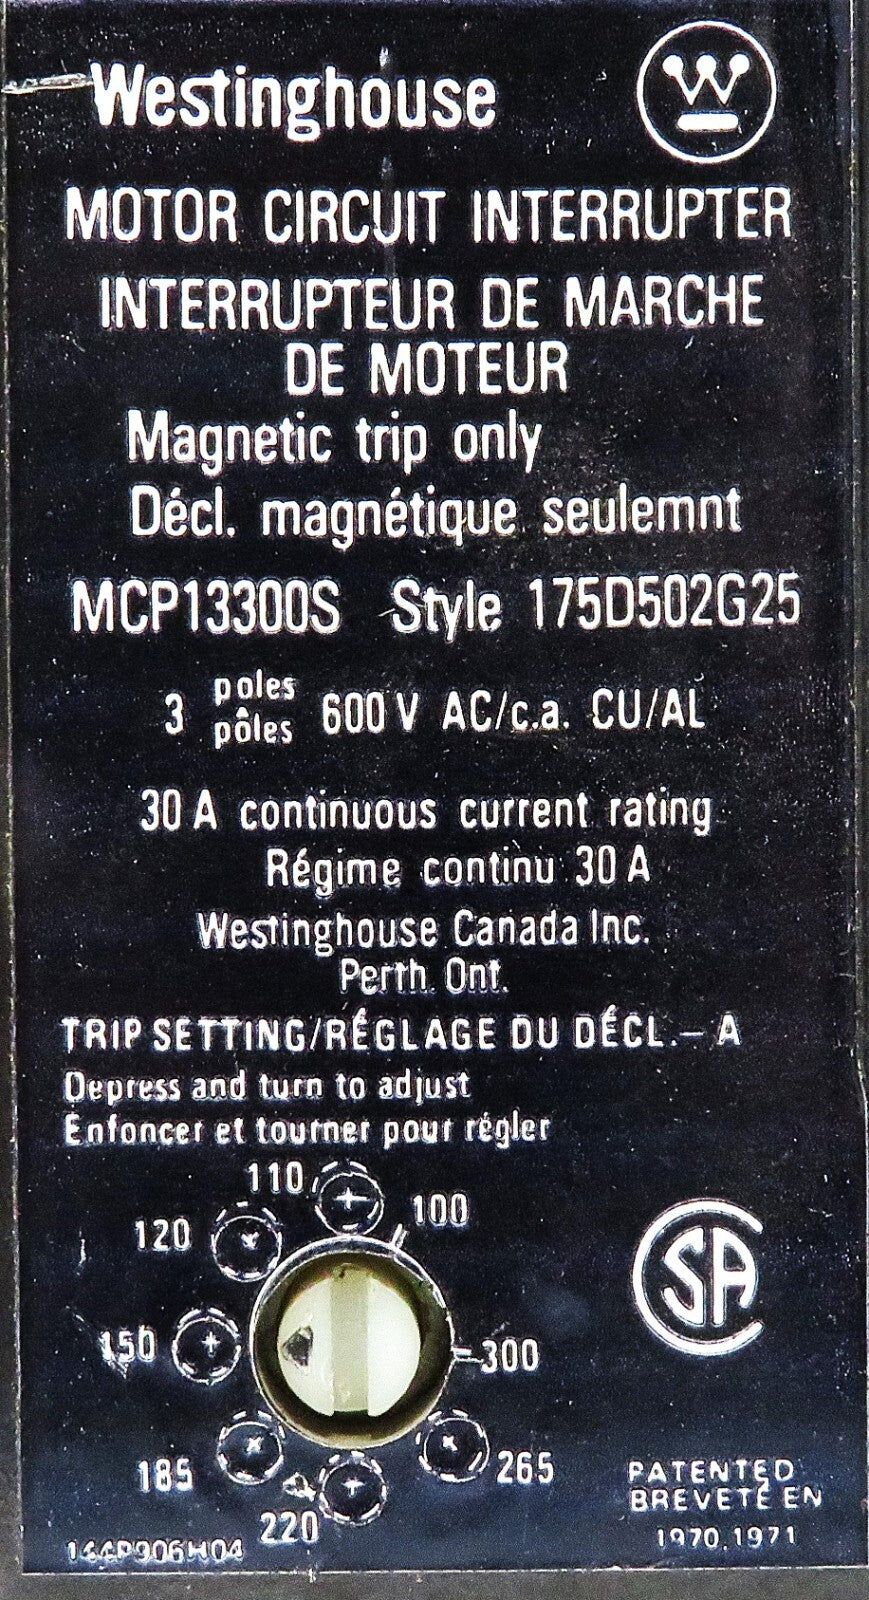 Westinghouse
W
MOTOR CIRCUIT INTERRUPTER
INTERRUPTEUR DE MARCHE
DE MOTEUR
Magnetic trip only
Décl. magnétique seulemnt
MCP13300S Style 175D502G25
3 poles
pôles 600 V AC/c.a. CU/AL
30 A continuous current rating
Régime continu 30 A
Westinghouse Canada Inc.
Perth. Ont.
TRIP SETTING/RÉGLAGE DU DÉCL.– A
Depress and turn to adjust
Enfoncer et tourner pour régler
110
100
120
150
300
185
265
220
CSA
PATENTED
BREVETÉ EN
1970,1971
144P906H04